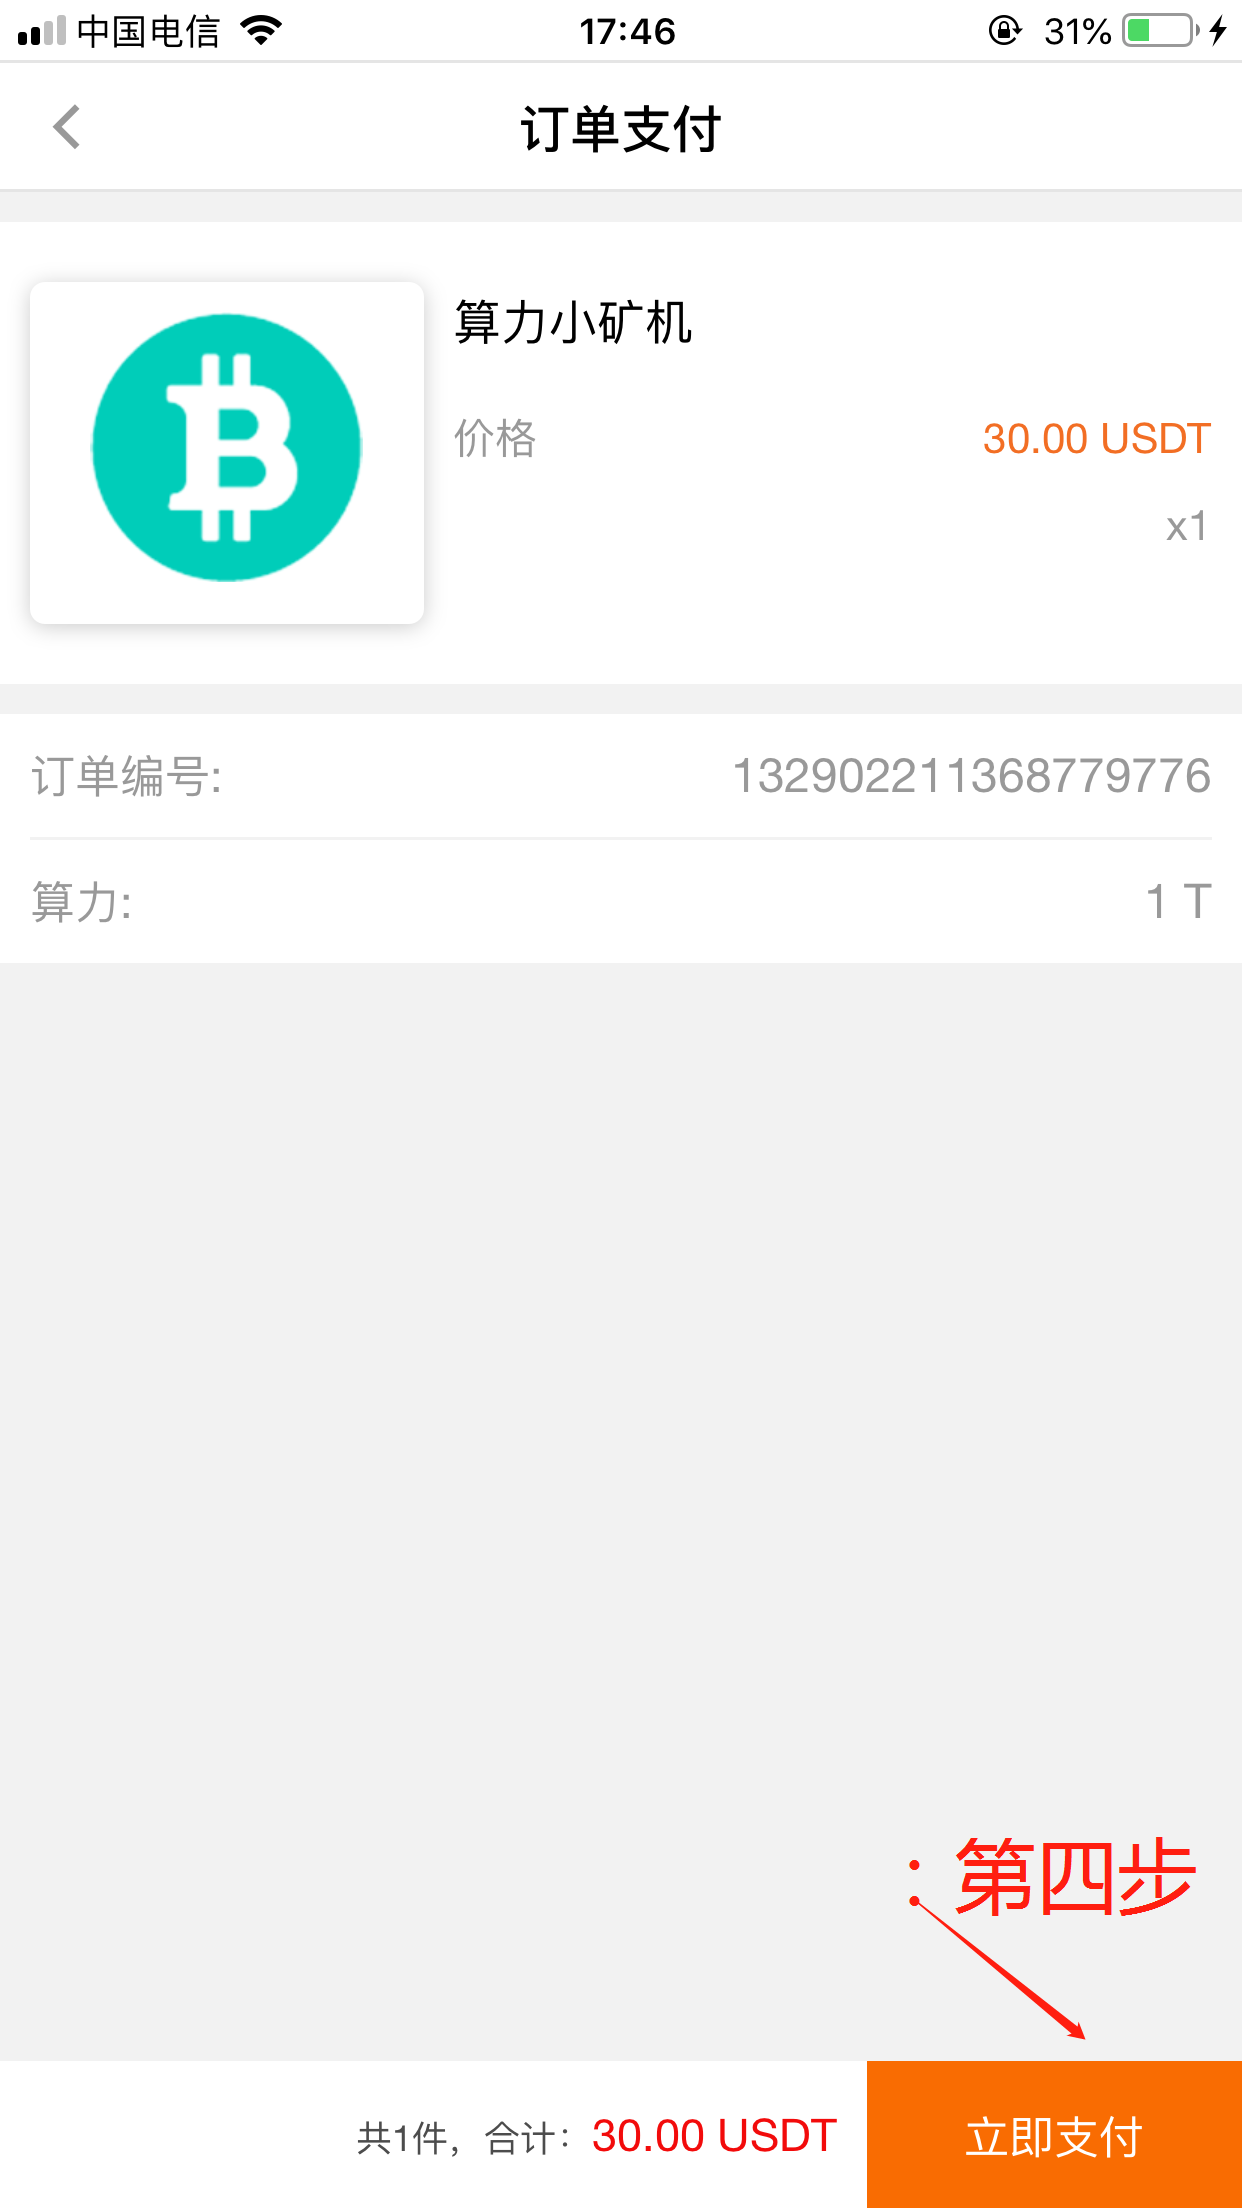 中国电信 17:46 31%
订单支付
算力小矿机
价格 30.00 USDT
x1
订单编号: 1329022113687​79776
算力: 1 T
：第四步
共1件，合计：30.00 USDT 立即支付